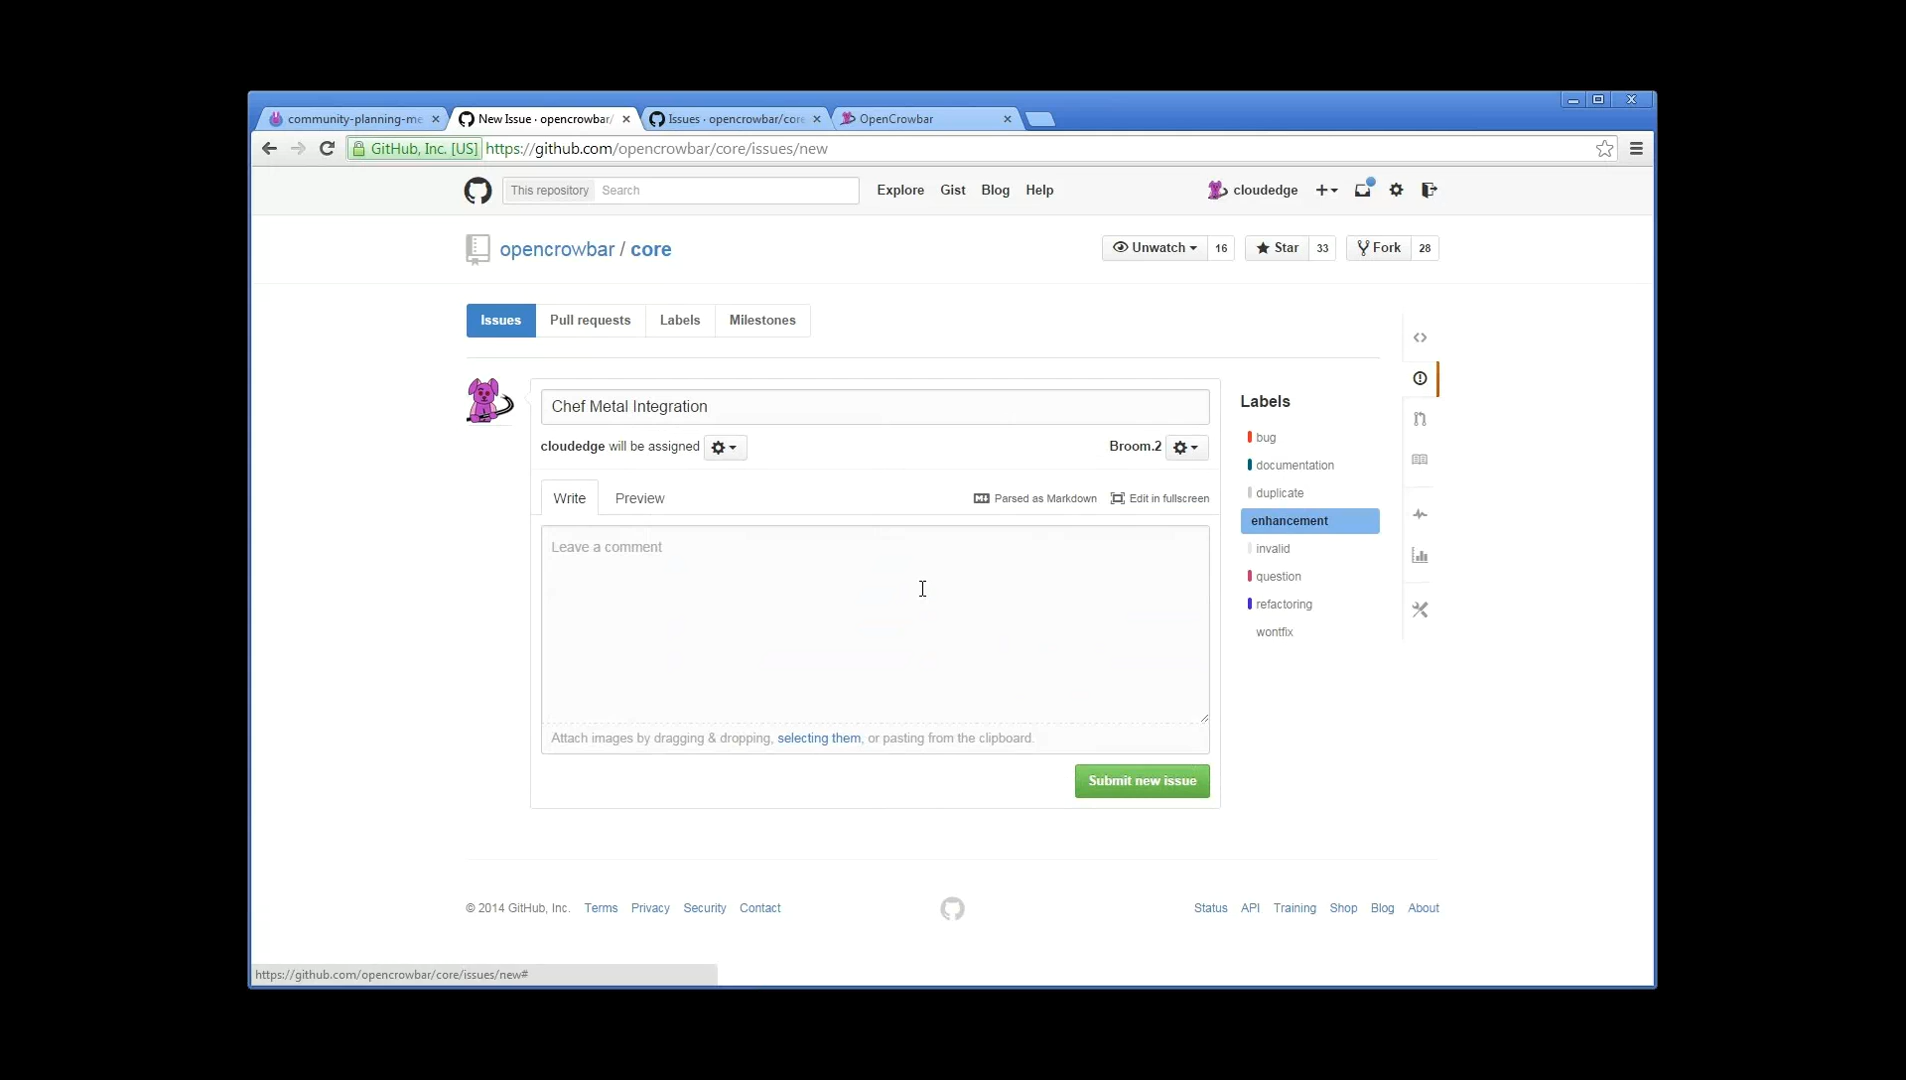 community-planning-me
New Issue · opencrowbar/
Issues · opencrowbar/core
OpenCrowbar
GitHub, Inc. [US] https://github.com/opencrowbar/core/issues/new
This repository Search Explore Gist Blog Help cloudedge
opencrowbar / core Unwatch 16 Star 33 Fork 28
Issues Pull requests Labels Milestones
Chef Metal Integration
cloudedge will be assigned Broom.2
Write Preview Parsed as Markdown Edit in fullscreen
Leave a comment
Attach images by dragging & dropping, selecting them, or pasting from the clipboard.
Submit new issue
Labels
bug
documentation
duplicate
enhancement
invalid
question
refactoring
wontfix
© 2014 GitHub, Inc. Terms Privacy Security Contact Status API Training Shop Blog About
https://github.com/opencrowbar/core/issues/new#